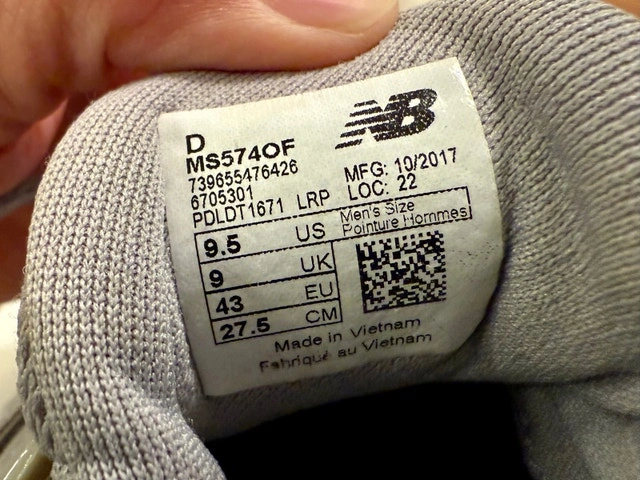 D
NB
MS574OF
739655476426
6705301
PDLDT1671 LRP
MFG: 10/2017
LOC: 22
9.5 US Men's Size
Pointure Hommes
9 UK
43 EU
27.5 CM
Made in Vietnam
Fabriqué au Vietnam